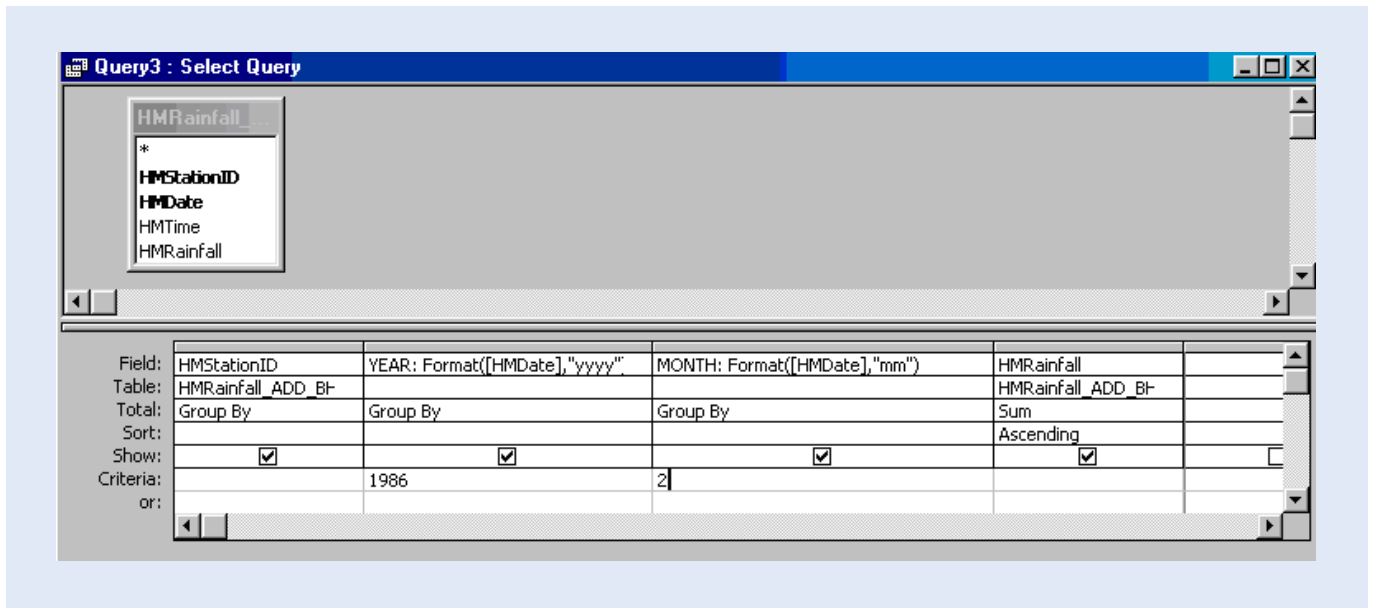 Query3 : Select Query
HMRainfall_...
*
HMStationID
HMDate
HMTime
HMRainfall
Field: HMStationID YEAR: Format([HMDate],"yyyy") MONTH: Format([HMDate],"mm") HMRainfall
Table: HMRainfall_ADD_BH HMRainfall_ADD_BH
Total: Group By Group By Group By Sum
Sort: Ascending
Show:
Criteria: 1986 2
or: